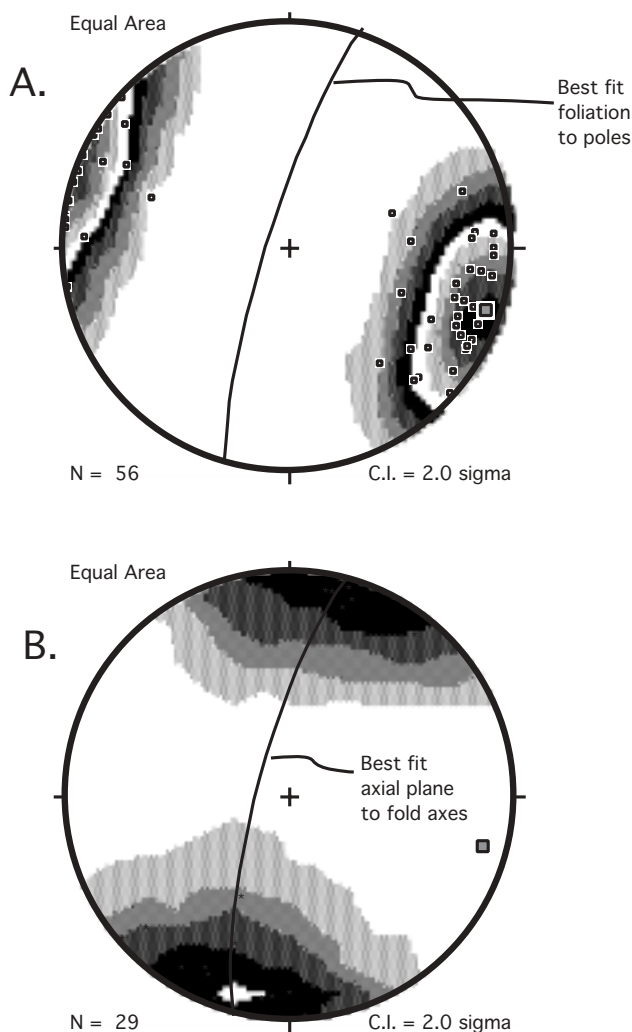 Equal Area
A.
Best fit
foliation
to poles
N = 56
C.I. = 2.0 sigma
Equal Area
B.
Best fit
axial plane
to fold axes
N = 29
C.I. = 2.0 sigma